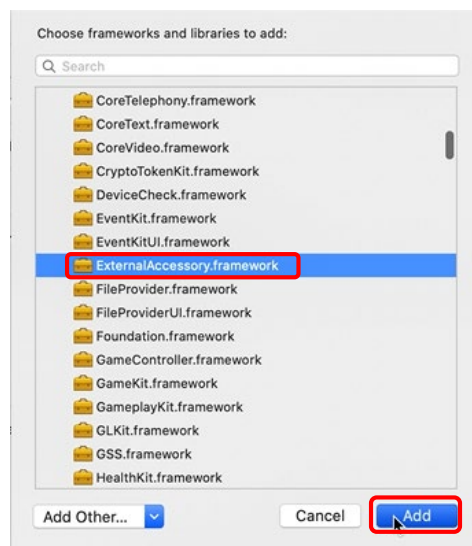 Choose frameworks and libraries to add:
Search
CoreTelephony.framework
CoreText.framework
CoreVideo.framework
CryptoTokenKit.framework
DeviceCheck.framework
EventKit.framework
EventKitUI.framework
ExternalAccessory.framework
FileProvider.framework
FileProviderUI.framework
Foundation.framework
GameController.framework
GameKit.framework
GameplayKit.framework
GLKit.framework
GSS.framework
HealthKit.framework
Add Other... Cancel Add